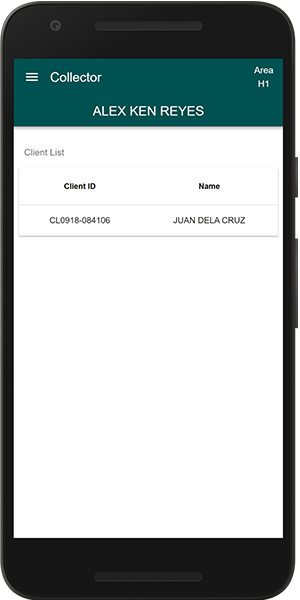 Collector
Area
H1
ALEX KEN REYES
Client List
Client ID Name
CL0918-084106 JUAN DELA CRUZ